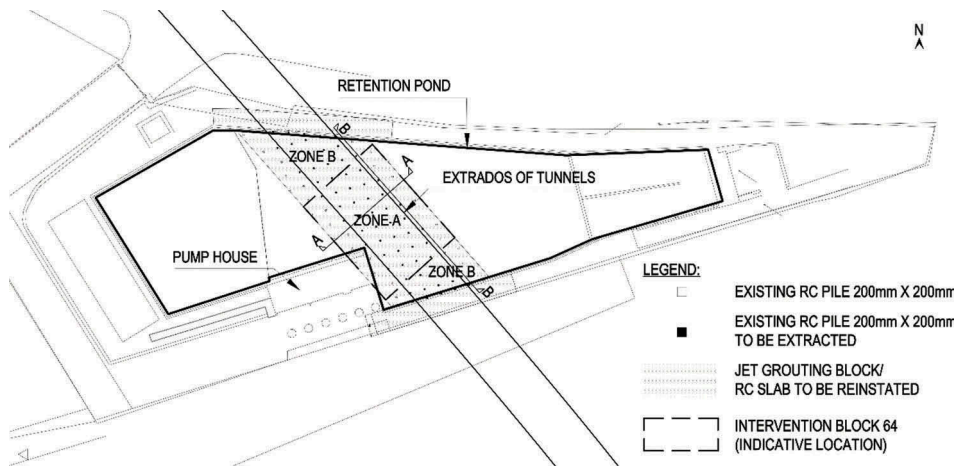 N
RETENTION POND
B
ZONE B
A
EXTRADOS OF TUNNELS
ZONE A
A
PUMP HOUSE
ZONE B
B
LEGEND:
EXISTING RC PILE 200mm X 200mm
EXISTING RC PILE 200mm X 200mm
TO BE EXTRACTED
JET GROUTING BLOCK/
RC SLAB TO BE REINSTATED
INTERVENTION BLOCK 64
(INDICATIVE LOCATION)